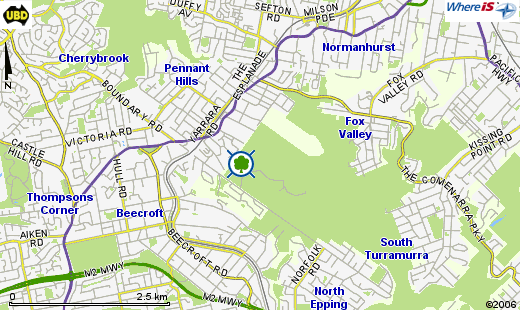 UBD
DUFFY
AV
SEFTON
RD
MILSON
PDE
Where iS
Normanhurst
Cherrybrook
Pennant
Hills
THE
ESPLANADE
PACIFIC
HWY
FOX
VALLEY RD
N
BOUNDARY RD
YARRARA
RD
Fox
Valley
KISSING
POINT RD
CASTLE
HILL RD
VICTORIA RD
HULL RD
THE COMENARRA PKY
Thompsons
Corner
Beecroft
AIKEN
RD
BEECROFT RD
South
Turramurra
NORFOLK
RD
M2 MWY
M2 MWY
North
Epping
0
2.5 km
©2006